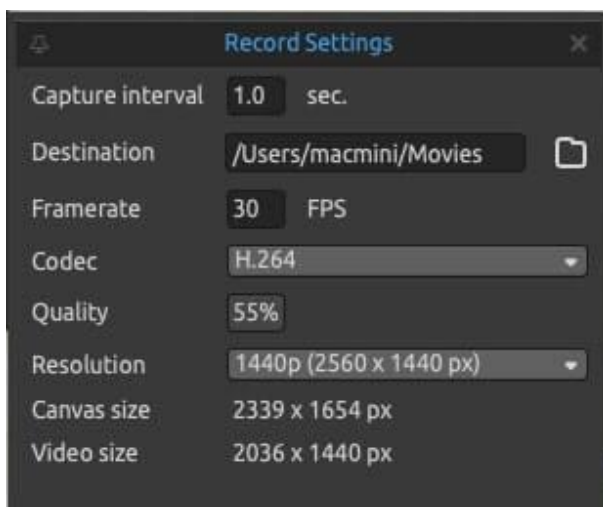 Record Settings
Capture interval 1.0 sec.
Destination /Users/macmini/Movies
Framerate 30 FPS
Codec H.264
Quality 55%
Resolution 1440p (2560 x 1440 px)
Canvas size 2339 x 1654 px
Video size 2036 x 1440 px